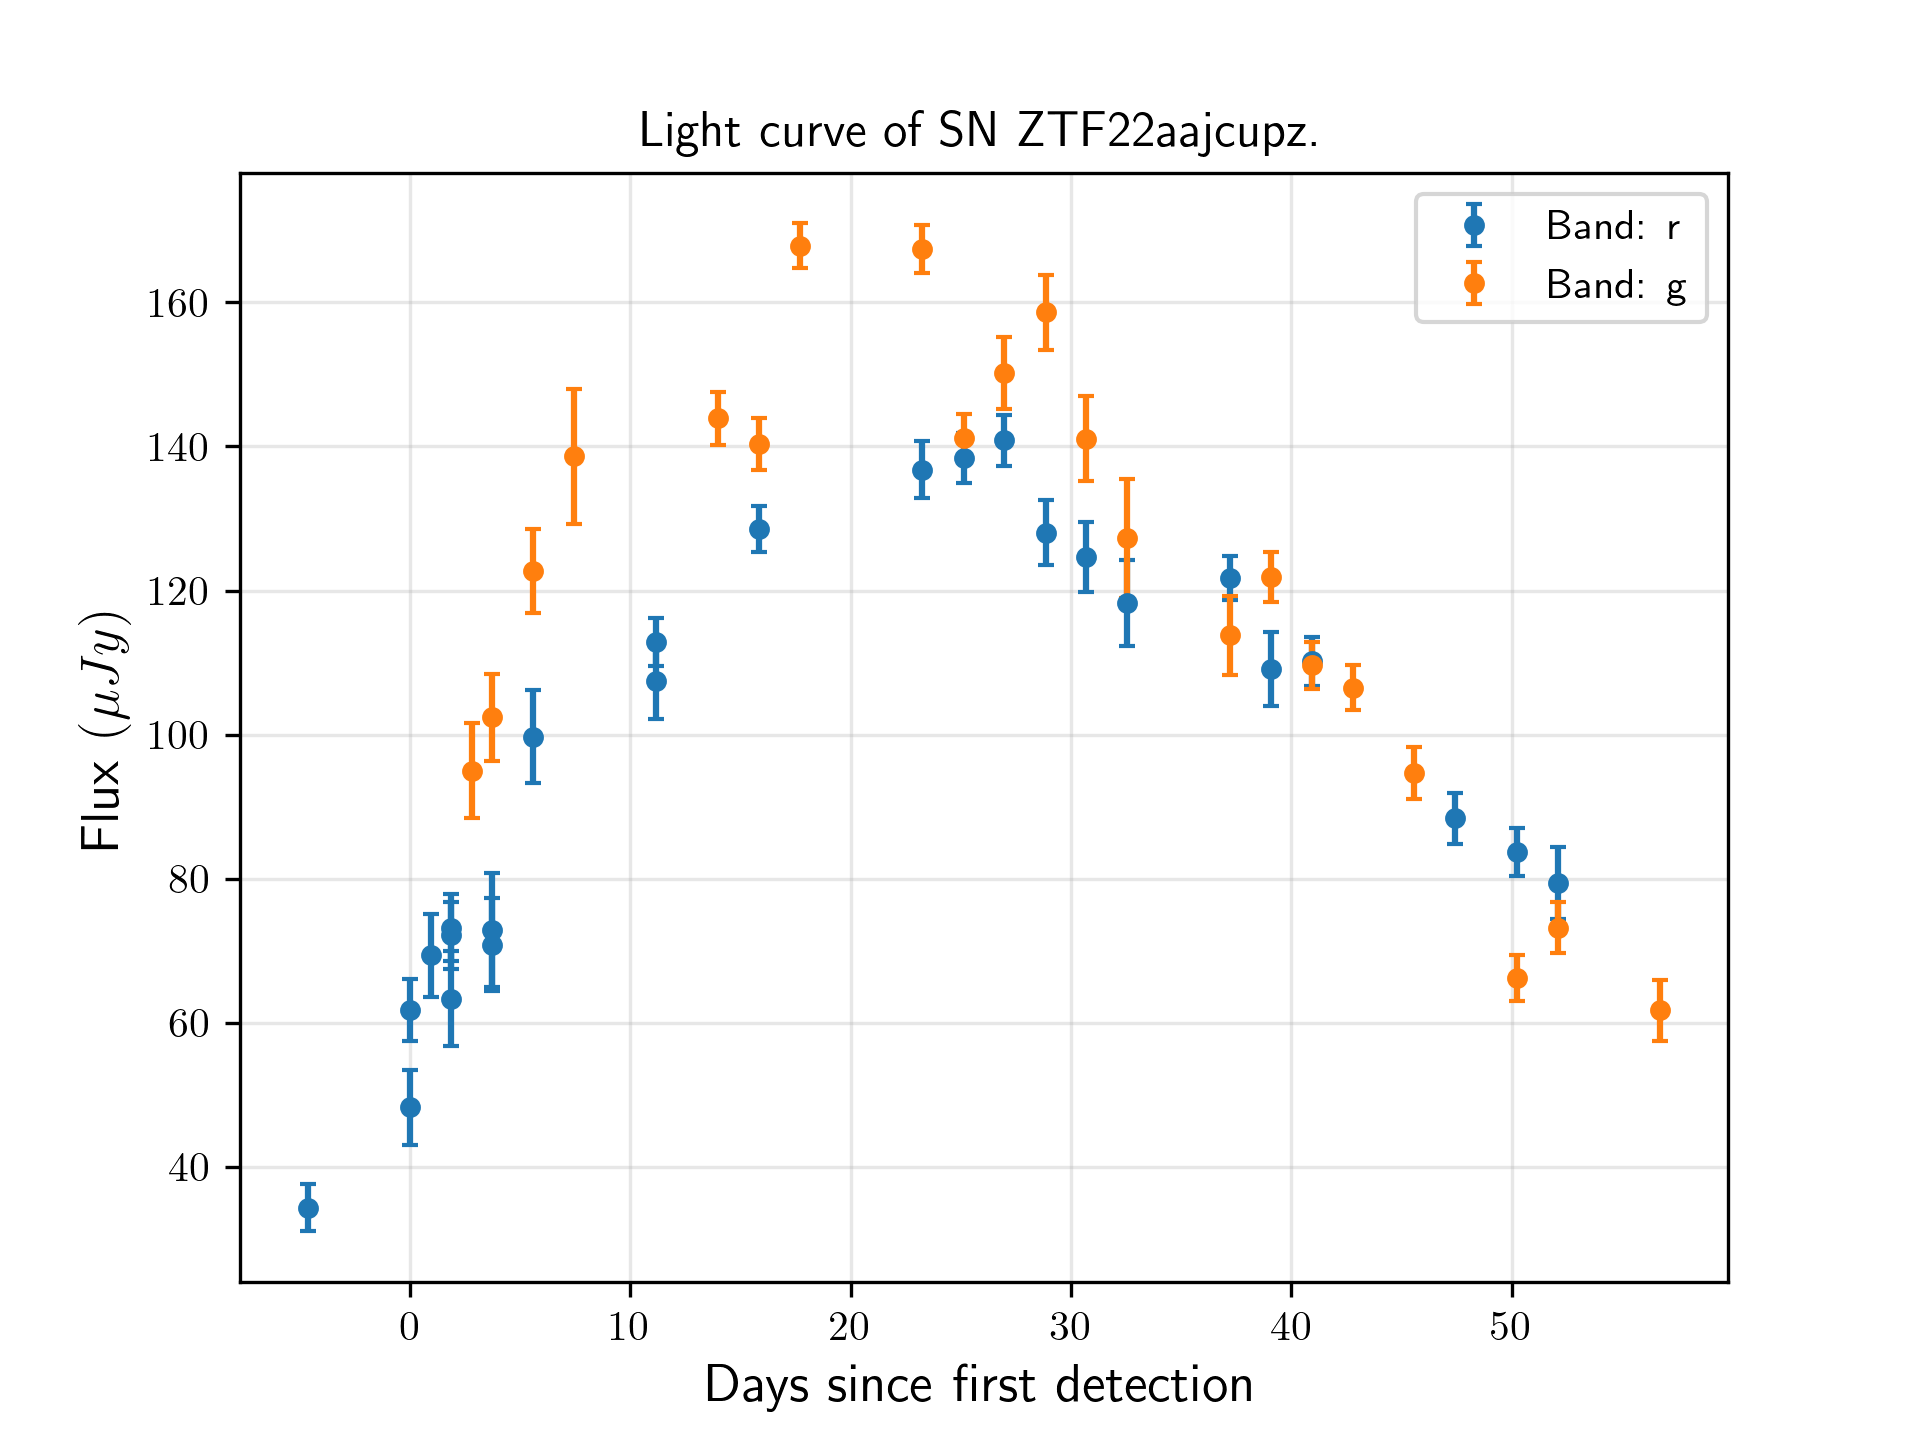 Light curve of SN ZTF22aajcupz.
Band: r
Band: g
Flux (μJy)
160
140
120
100
80
60
40
0 10 20 30 40 50
Days since first detection